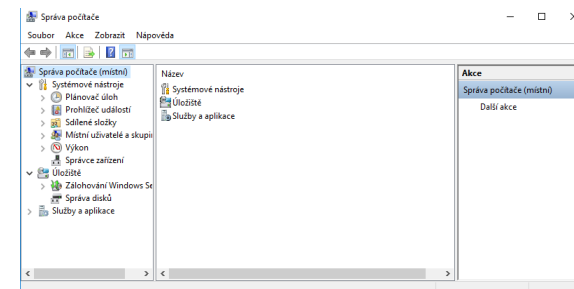 Správa počítače
Soubor Akce Zobrazit Nápověda
Správa počítače (místní)
Systémové nástroje
Plánovač úloh
Prohlížeč událostí
Sdílené složky
Místní uživatelé a skupi
Výkon
Správce zařízení
Úložiště
Zálohování Windows Se
Správa disků
Služby a aplikace
Název
Systémové nástroje
Úložiště
Služby a aplikace
Akce
Správa počítače (místní)
Další akce